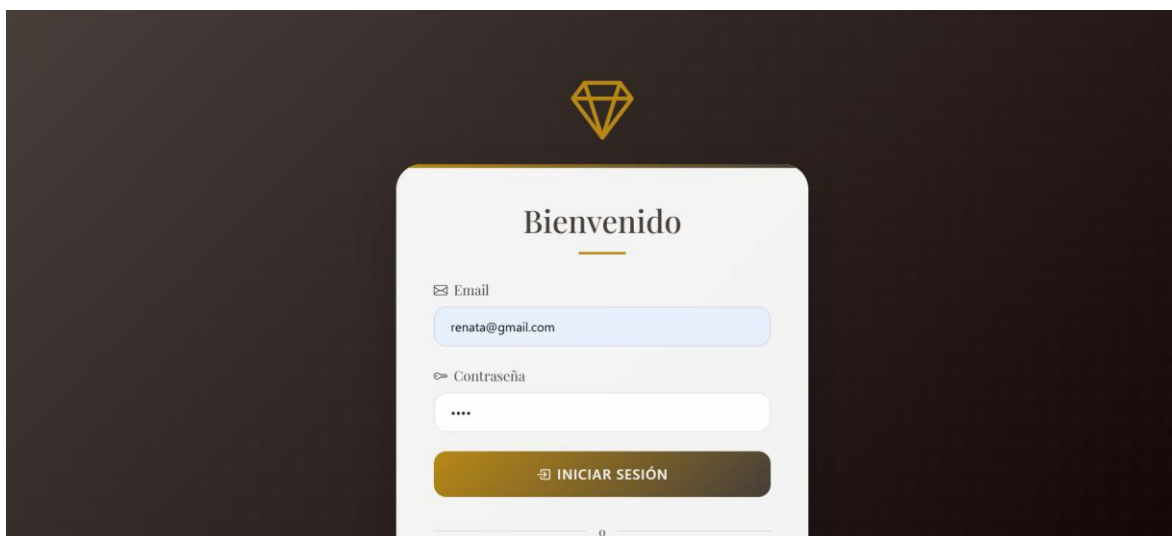 Bienvenido
Email
renata@gmail.com
Contraseña
••••
INICIAR SESIÓN
o